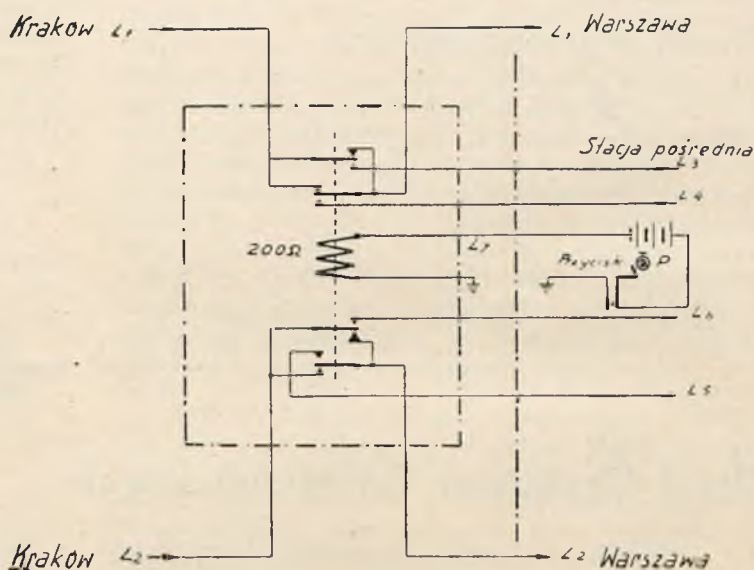 Krakow L1
L1 Warszawa
Stacja pośrednia
L3
L4
200Ω
L7
Przycisk P
L6
L5
Krakow L2
L2 Warszawa